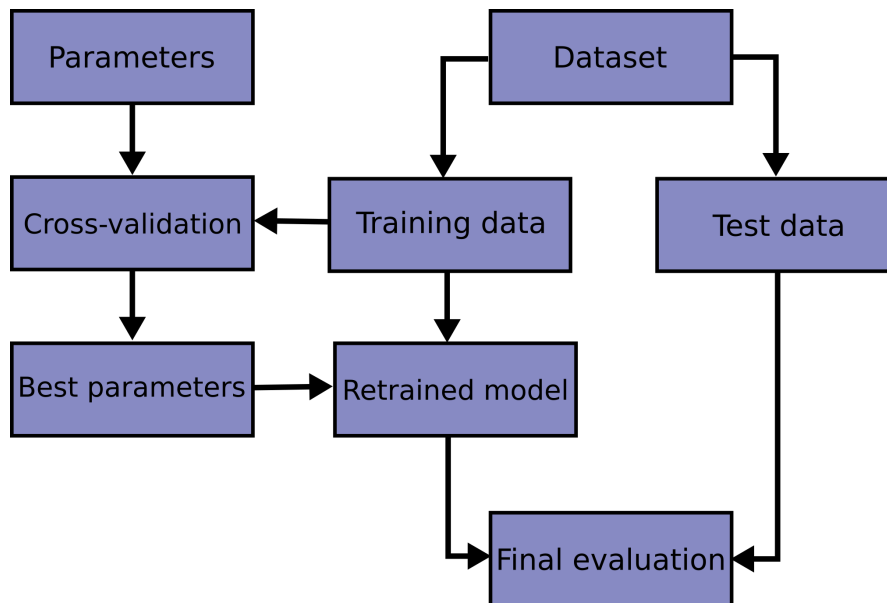 Parameters
Dataset
Cross-validation
Training data
Test data
Best parameters
Retrained model
Final evaluation